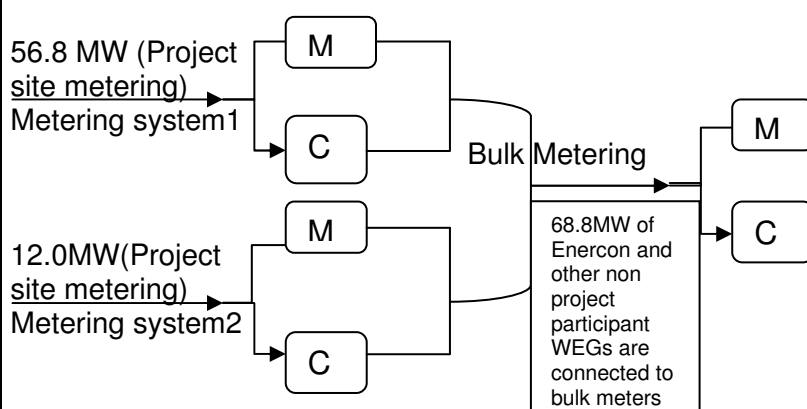 56.8 MW (Project
site metering)
Metering system1
M
C
Bulk Metering
M
C
12.0MW(Project
site metering)
Metering system2
M
C
68.8MW of
Enercon and
other non
project
participant
WEGs are
connected to
bulk meters